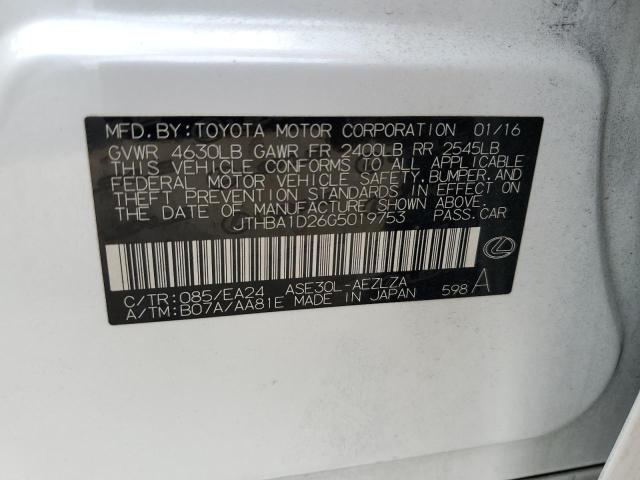 MFD.BY:TOYOTA MOTOR CORPORATION 01/16
GVWR 4630LB GAWR FR 2400LB RR 2545LB
THIS VEHICLE CONFORMS TO ALL APPLICABLE
FEDERAL MOTOR VEHICLE SAFETY,BUMPER,AND
THEFT PREVENTION STANDARDS IN EFFECT ON
THE DATE OF MANUFACTURE SHOWN ABOVE.
JTHBA1D26G5019753 PASS.CAR
C/TR:085/EA24 ASE30L-AEZLZA
A/TM:B07A/AA81E MADE IN JAPAN 598 A